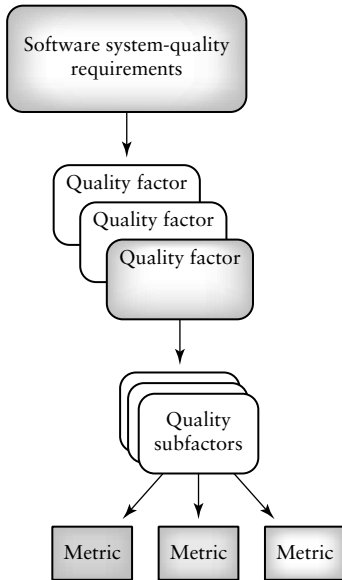 Software system-quality
requirements
Quality factor
Quality factor
Quality factor
Quality
subfactors
Metric
Metric
Metric